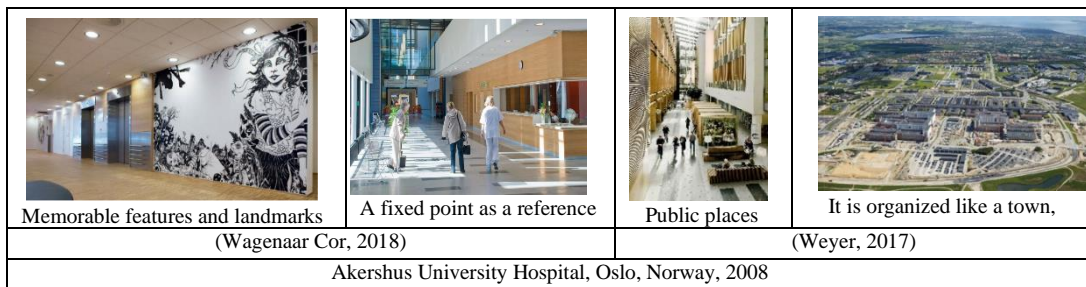 Memorable features and landmarks
A fixed point as a reference
Public places
It is organized like a town,
(Wagenaar Cor, 2018)
(Weyer, 2017)
Akershus University Hospital, Oslo, Norway, 2008